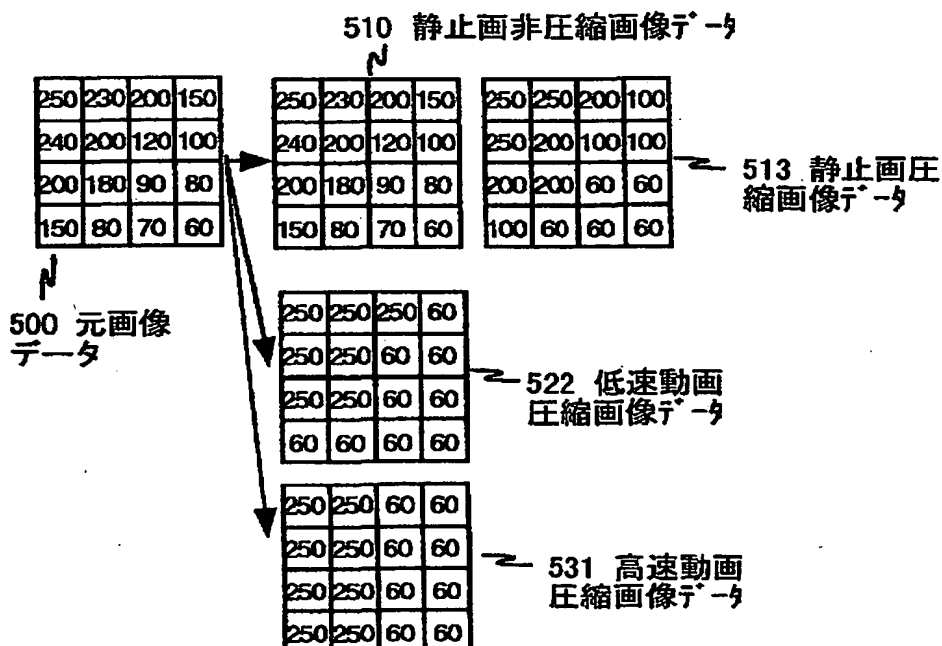 510 静止画非圧縮画像データ
250 230 200 150 250 230 200 150 250 250 200 100
240 200 120 100 240 200 120 100 250 200 100 100
200 180 90 80 200 180 90 80 200 200 60 60
150 80 70 60 150 80 70 60 100 60 60 60
513 静止画圧
縮画像データ
500 元画像
データ
250 250 250 60
250 250 60 60
250 250 60 60
60 60 60 60
522 低速動画
圧縮画像データ
250 250 60 60
250 250 60 60
250 250 60 60
250 250 60 60
531 高速動画
圧縮画像データ